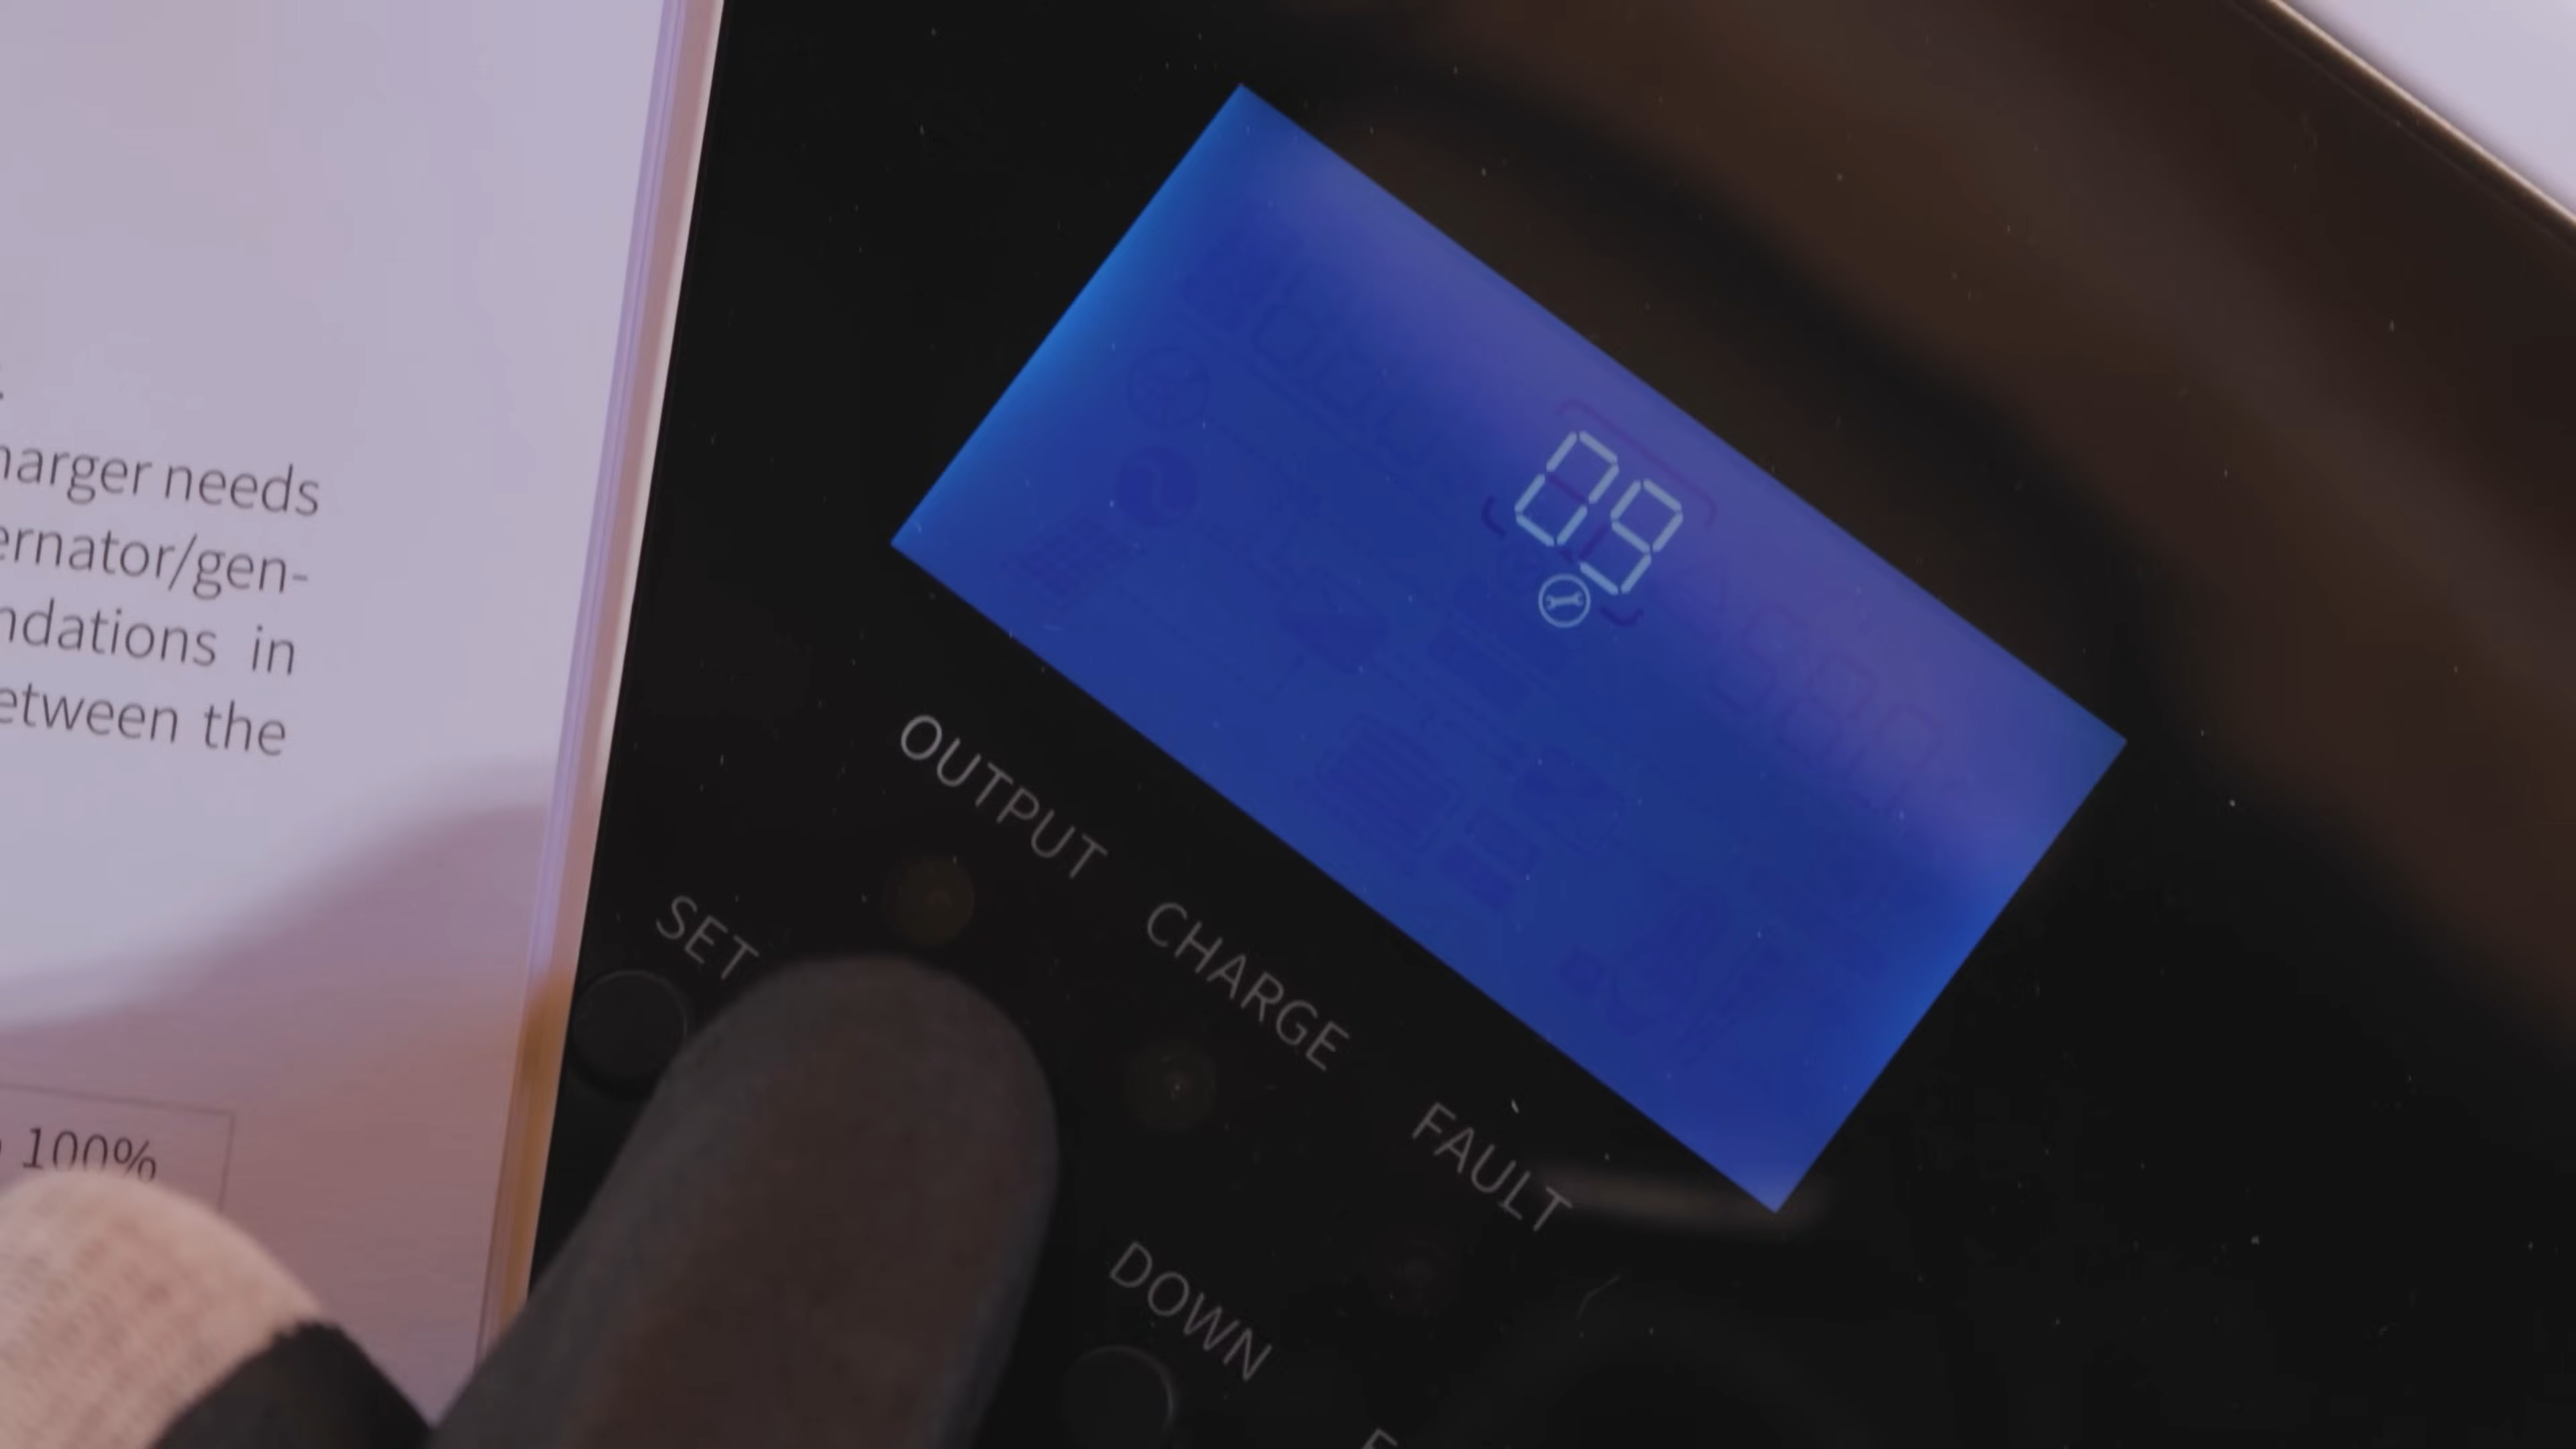 harger needs
ernator/gen-
ndations in
etween the
100%
09
OUTPUT
CHARGE
FAULT
SET
DOWN